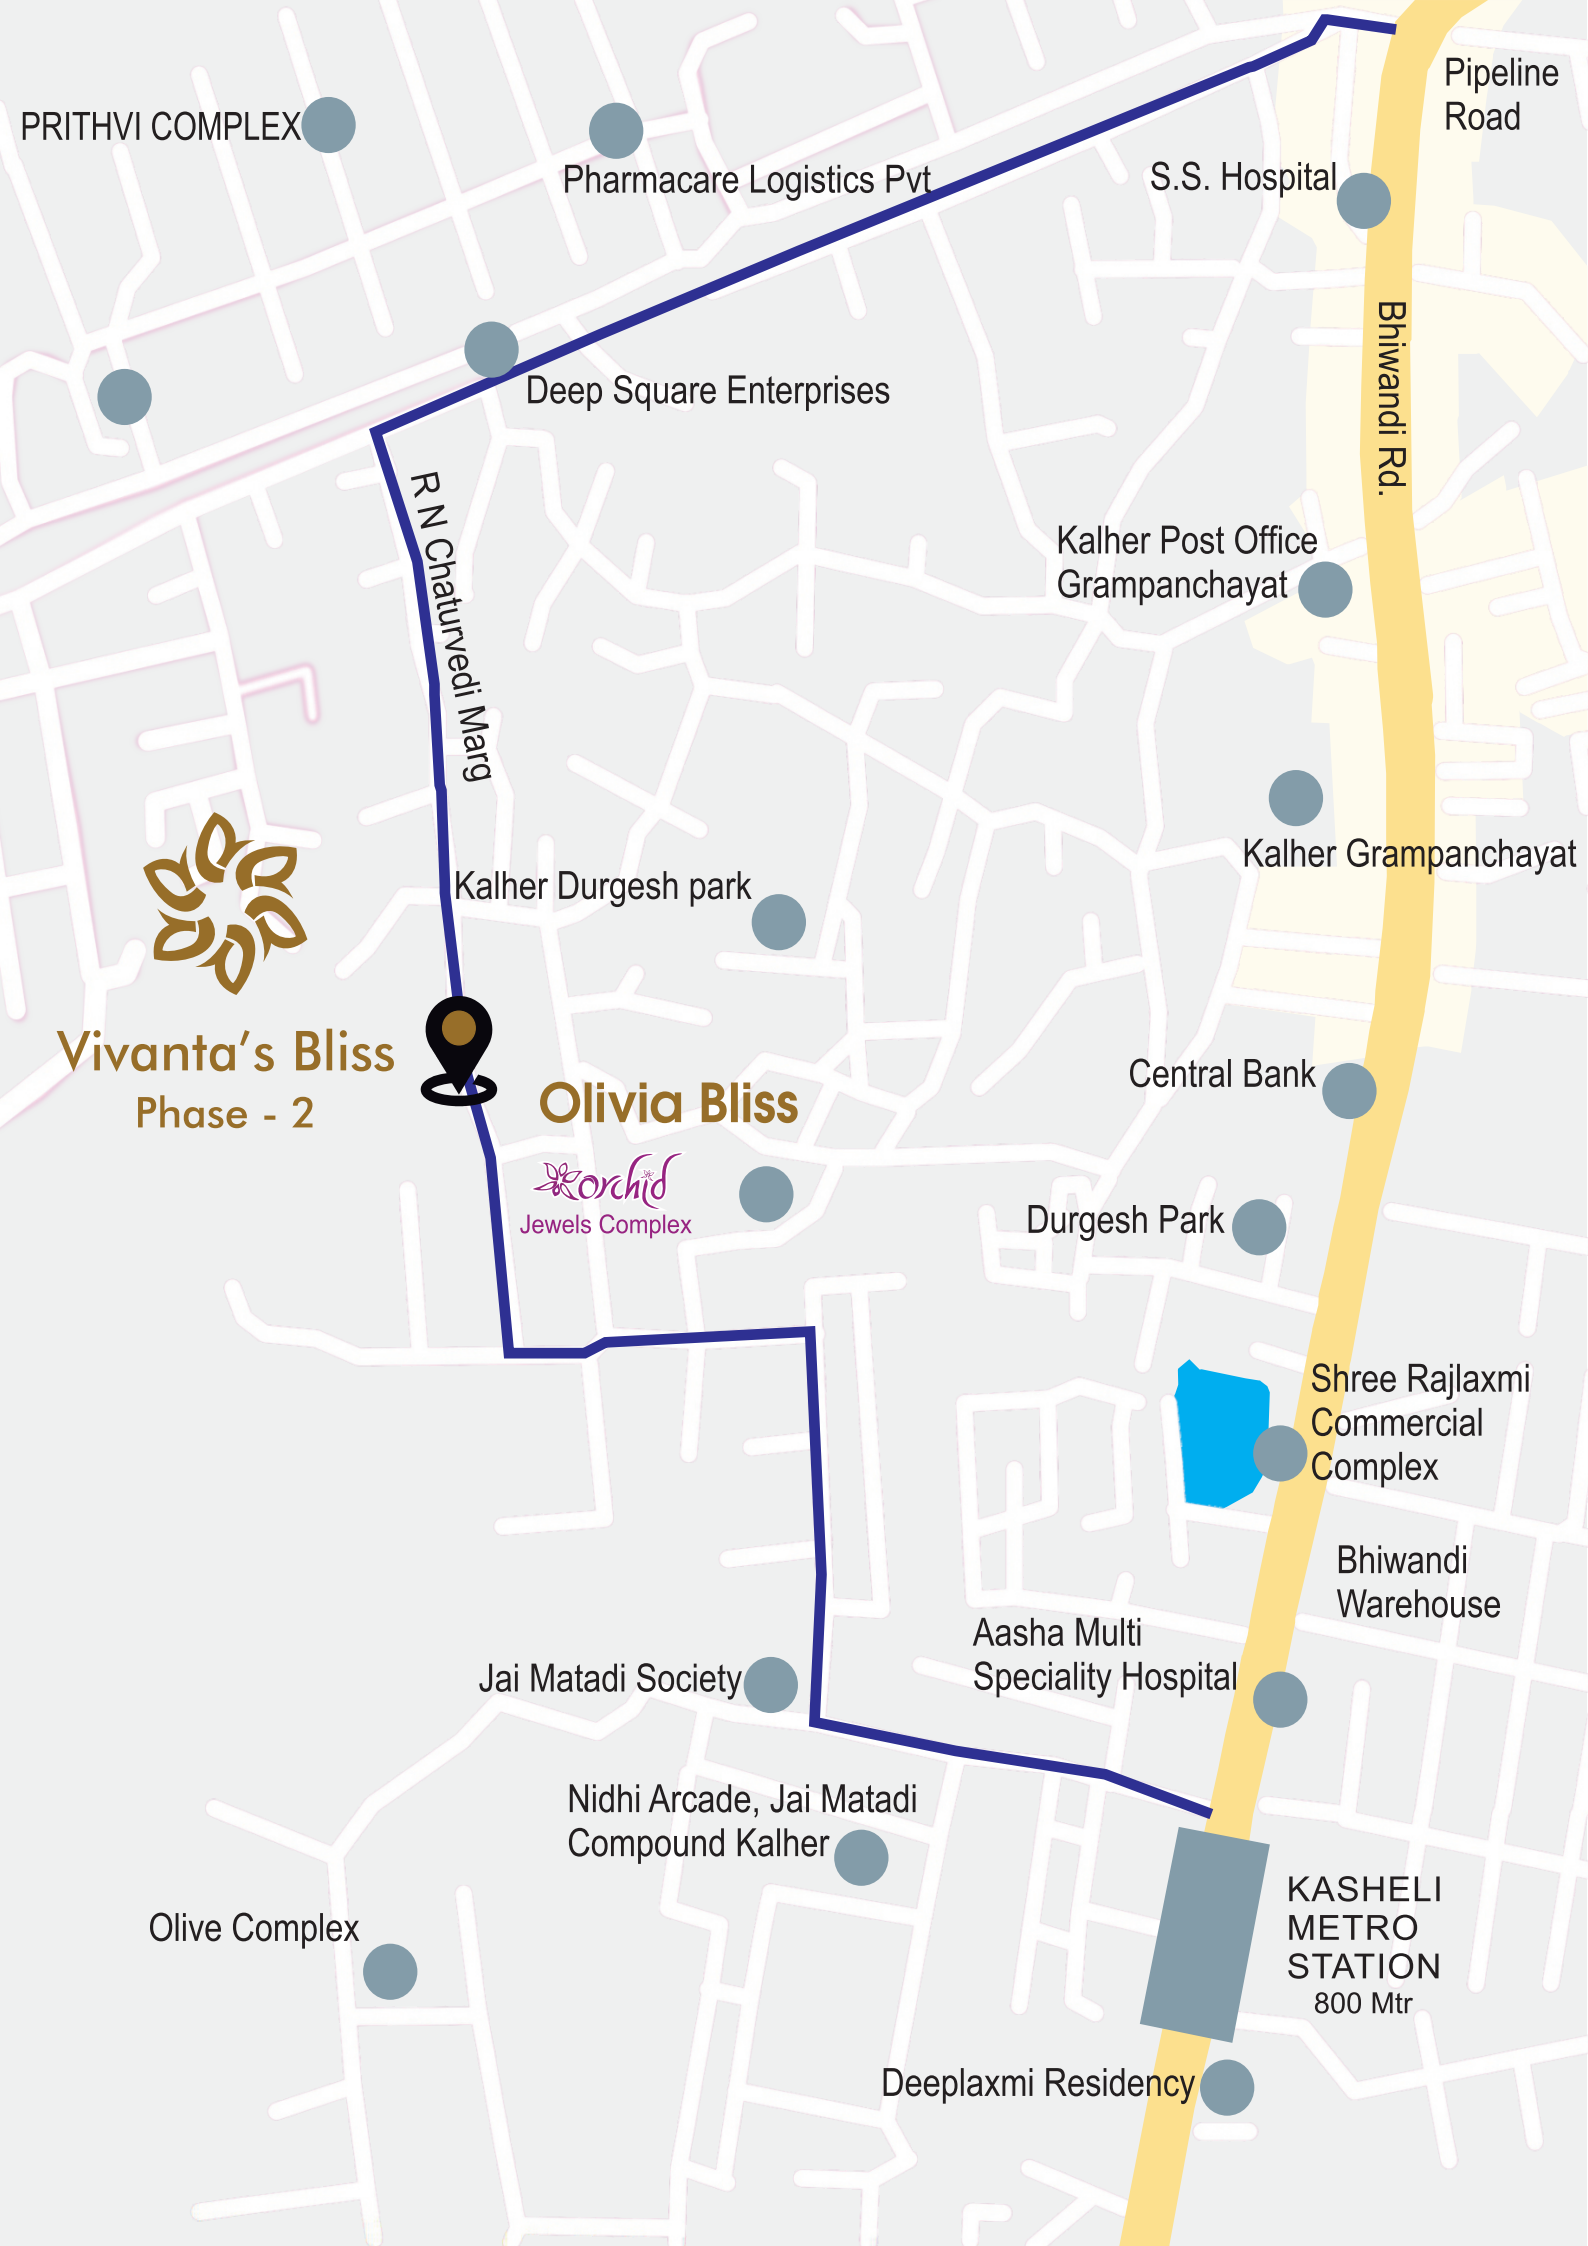 Pipeline
Road
PRITHVI COMPLEX
Pharmacare Logistics Pvt
S.S. Hospital
Bhiwandi Rd.
Deep Square Enterprises
R N Chaturvedi Marg
Kalher Post Office
Grampanchayat
Kalher Grampanchayat
Kalher Durgesh park
Vivanta's Bliss
Phase - 2
Olivia Bliss
orchid
Jewels Complex
Central Bank
Durgesh Park
Shree Rajlaxmi
Commercial
Complex
Bhiwandi
Warehouse
Aasha Multi
Speciality Hospital
Jai Matadi Society
Nidhi Arcade, Jai Matadi
Compound Kalher
Olive Complex
KASHELI
METRO
STATION
800 Mtr
Deeplaxmi Residency